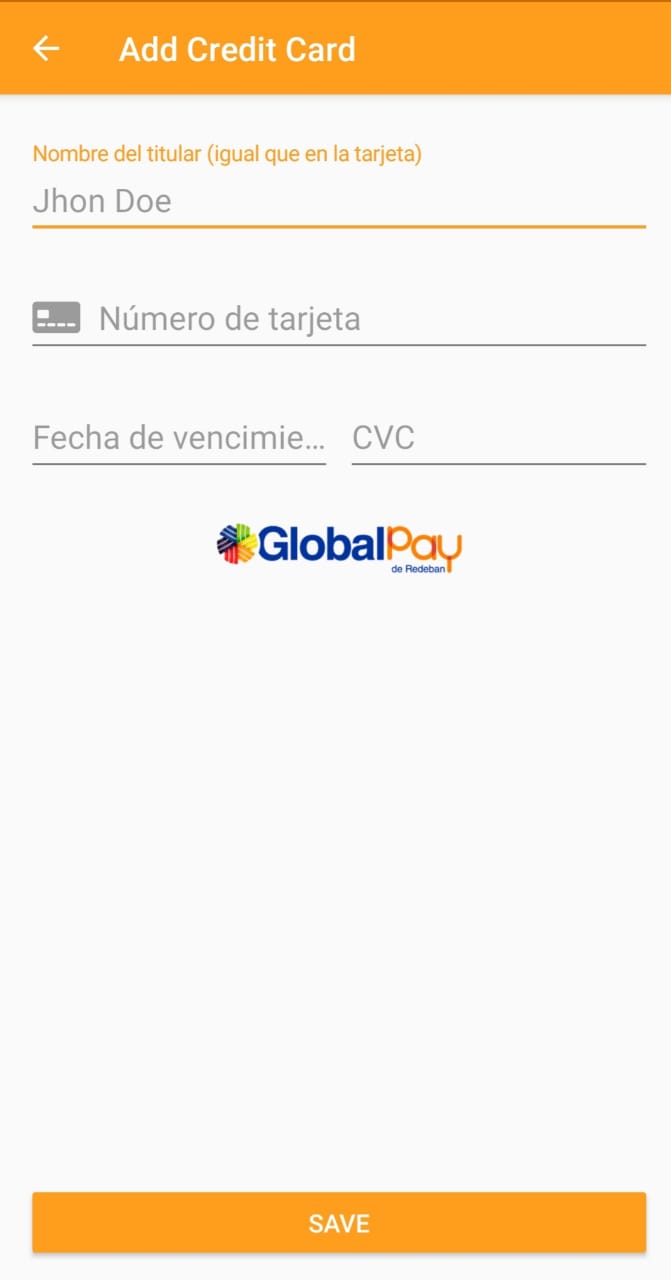 Add Credit Card
Nombre del titular (igual que en la tarjeta)
Jhon Doe
Número de tarjeta
Fecha de vencimie... CVC
GlobalPay
de Redeban
SAVE